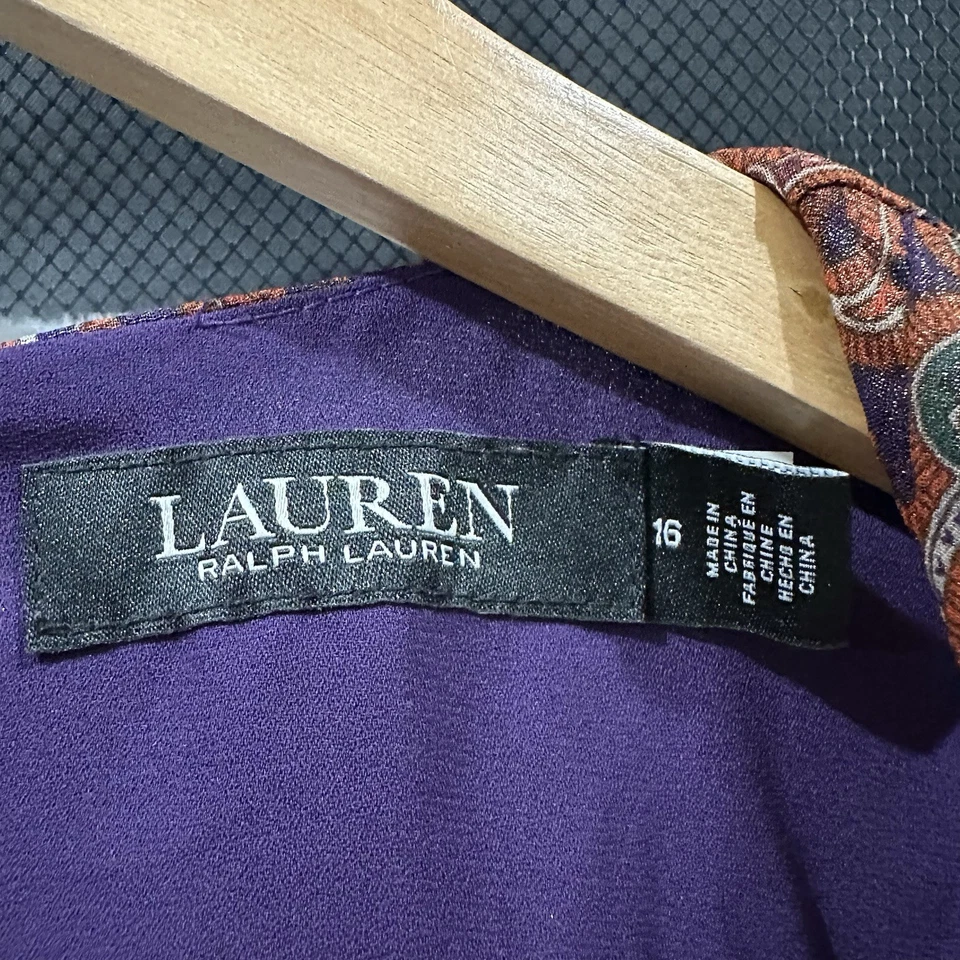 LAUREN
RALPH LAUREN
16
MADE IN
CHINA
FABRIQUÉ EN
CHINE
HECHO EN
CHINA